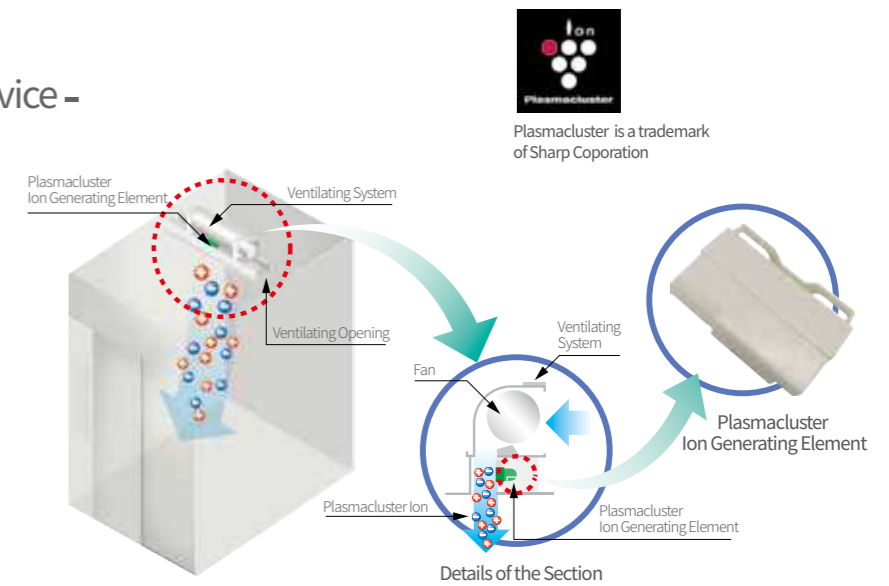 vice -
Ion
Plasmacluster
Plasmacluster is a trademark
of Sharp Coporation
Plasmacluster
Ion Generating Element
Ventilating System
Ventilating Opening
Ventilating
System
Fan
Plasmacluster Ion
Plasmacluster
Ion Generating Element
Details of the Section
Plasmacluster
Ion Generating Element